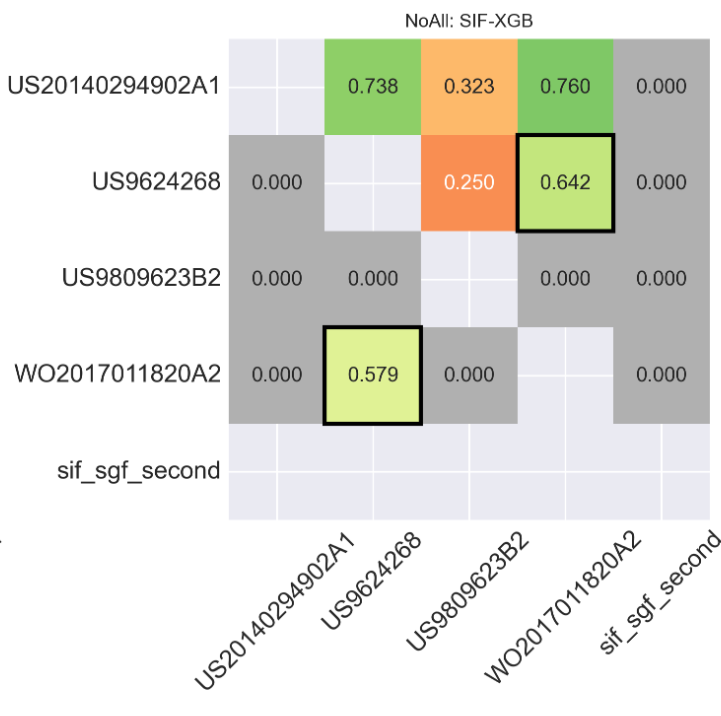 NoAll: SIF-XGB
US20140294902A1 0.738 0.323 0.760 0.000
US9624268 0.000 0.250 0.642 0.000
US9809623B2 0.000 0.000 0.000 0.000
WO2017011820A2 0.000 0.579 0.000 0.000
sif_sgf_second
US20140294902A1 US9624268 US9809623B2 WO2017011820A2 sif_sgf_second